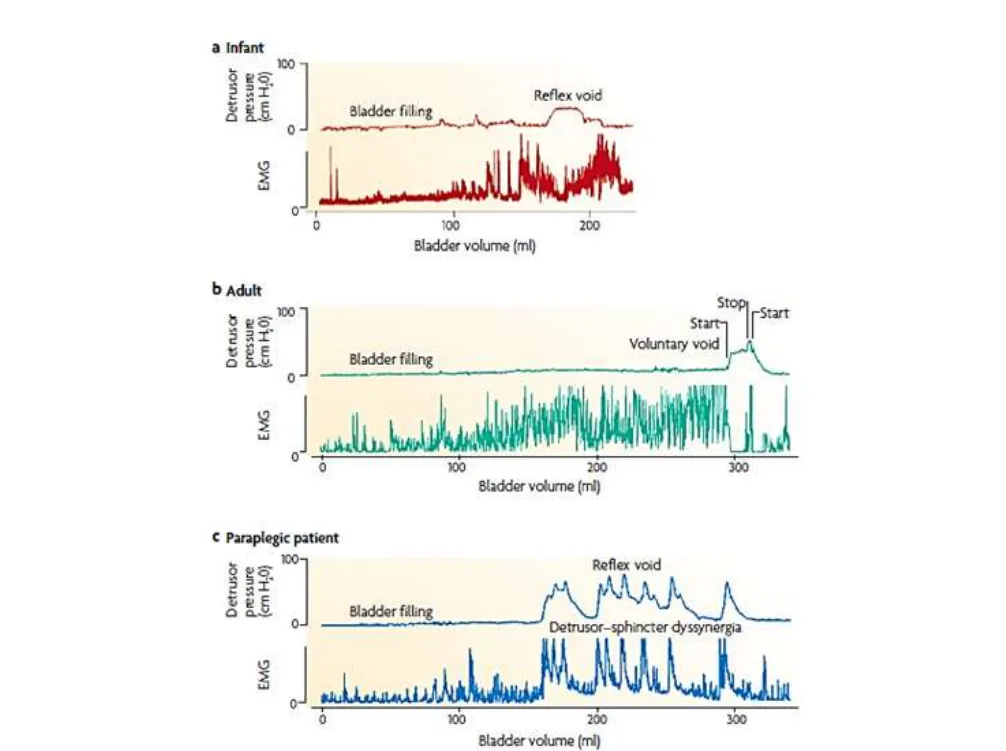 a Infant
Detrusor
pressure
(cm H20)
100
0
Bladder filling
Reflex void
EMG
0
0 100 200
Bladder volume (ml)
b Adult
Detrusor
pressure
(cm H20)
100
0
Bladder filling
Stop
Start
Start
Voluntary void
EMG
0
0 100 200 300
Bladder volume (ml)
c Paraplegic patient
Detrusor
pressure
(cm H20)
100
0
Bladder filling
Reflex void
Detrusor–sphincter dyssynergia
EMG
0
0 100 200 300
Bladder volume (ml)